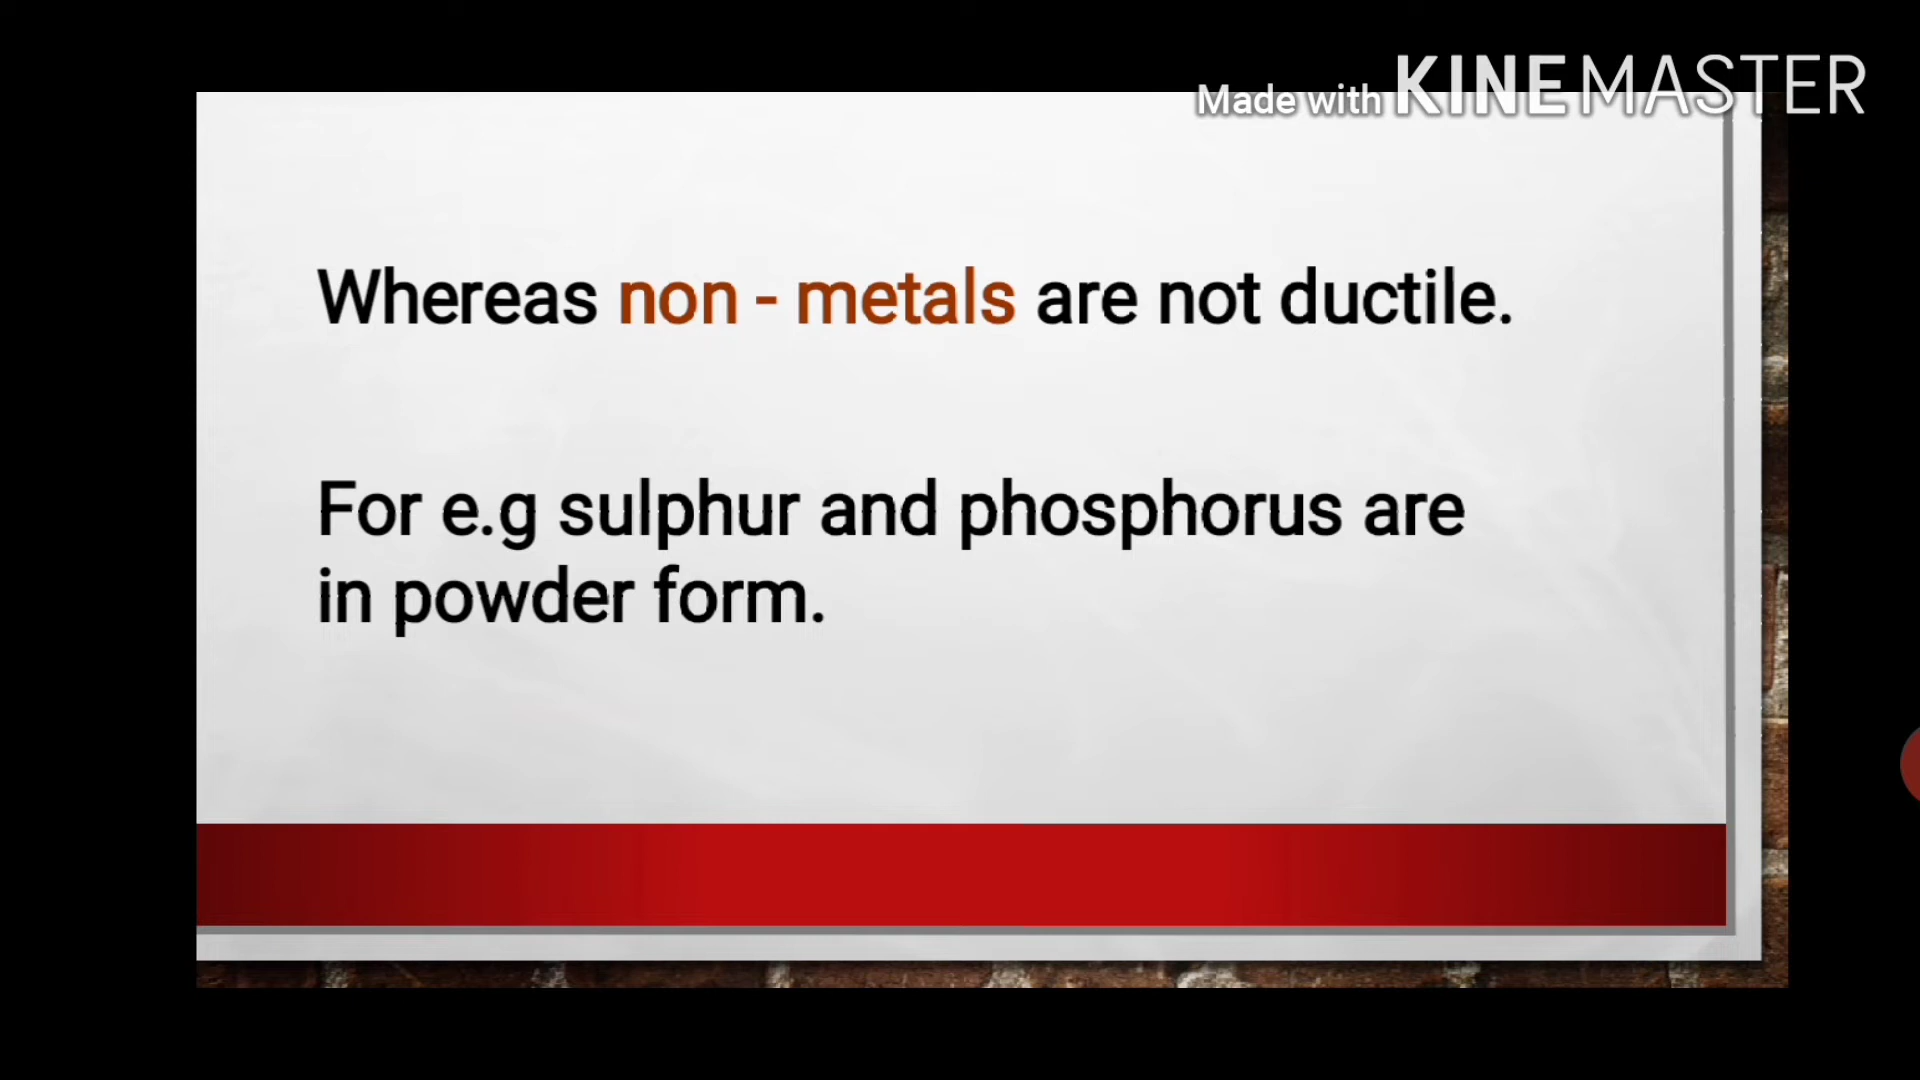 Made with KINEMASTER
Whereas non - metals are not ductile.
For e.g sulphur and phosphorus are
in powder form.